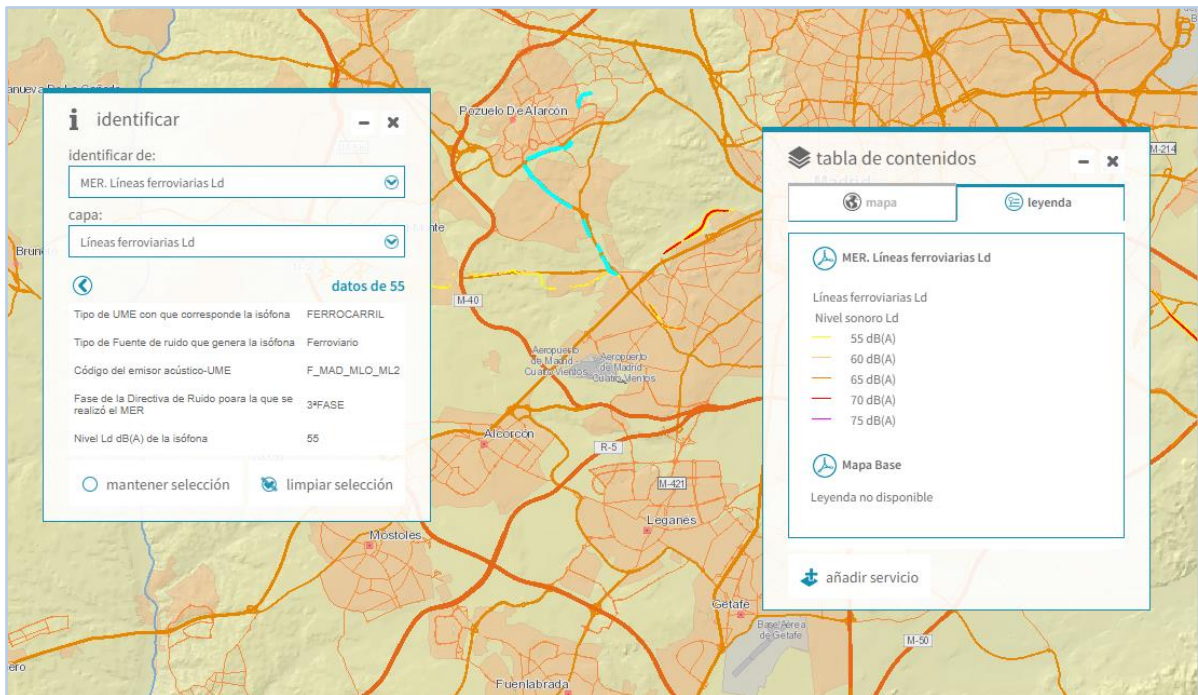 Pozuelo De Alarcón
identificar
identificar de:
MER. Líneas ferroviarias Ld
capa:
Líneas ferroviarias Ld
datos de 55
Tipo de UME con que corresponde la isófona FERROCARRIL
Tipo de Fuente de ruido que genera la isófona Ferroviario
Código del emisor acústico-UME F_MAD_MLO_ML2
Fase de la Directiva de Ruido poara la que se
realizó el MER 3ªFASE
Nivel Ld dB(A) de la isófona 55
mantener selección limpiar selección
tabla de contenidos
mapa leyenda
MER. Líneas ferroviarias Ld
Líneas ferroviarias Ld
Nivel sonoro Ld
55 dB(A)
60 dB(A)
65 dB(A)
70 dB(A)
75 dB(A)
Mapa Base
Leyenda no disponible
añadir servicio
M-214
M-40
Aeropuerto
de Madrid
Cuatro Vientos
Aeropuerto
de Madrid
Cuatro Vientos
Alcorcón
R-5
M-421
Leganés
Mostoles
Getafe
Base Aérea
de Getafe
M-50
Fuenlabrada